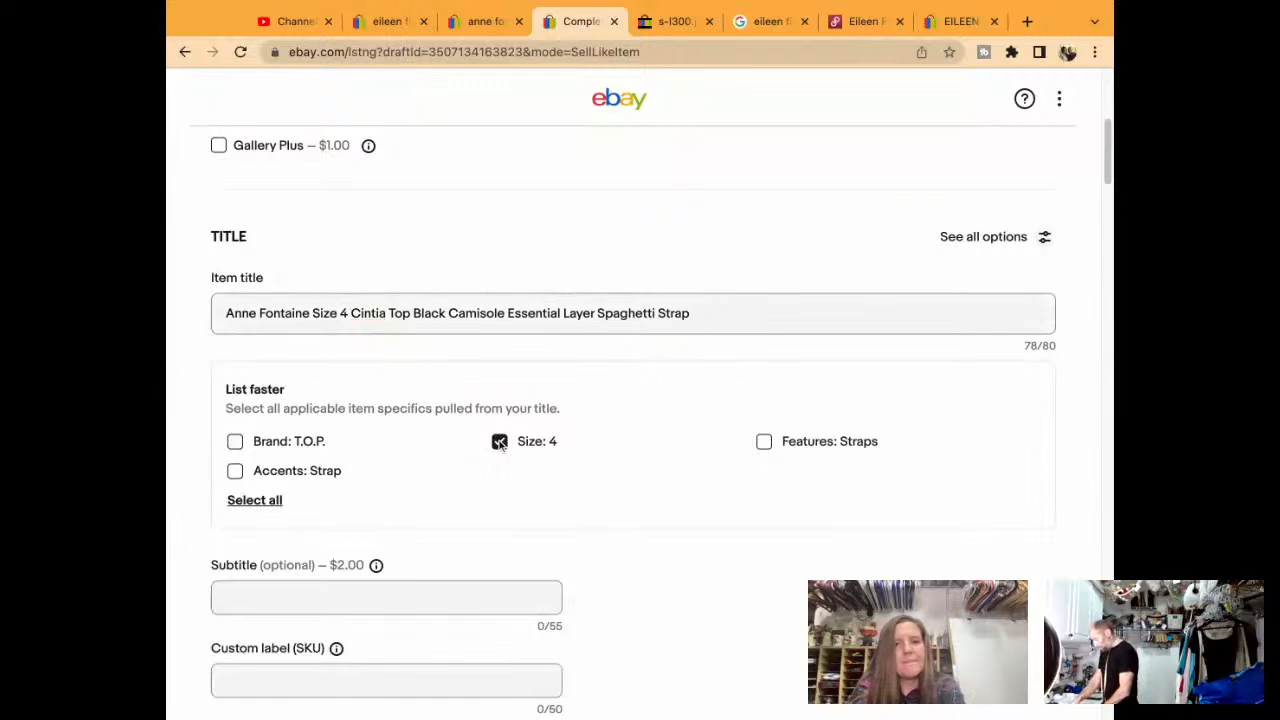 Channel
eileen f
anne fo
Comple
s-l300.j
eileen fi
Eileen F
EILEEN
ebay.com/lstng?draftId=3507134163823&mode=SellLikeItem
ebay
Gallery Plus – $1.00
TITLE
See all options
Item title
Anne Fontaine Size 4 Cintia Top Black Camisole Essential Layer Spaghetti Strap
78/80
List faster
Select all applicable item specifics pulled from your title.
Brand: T.O.P.
Size: 4
Features: Straps
Accents: Strap
Select all
Subtitle (optional) – $2.00
0/55
Custom label (SKU)
0/50